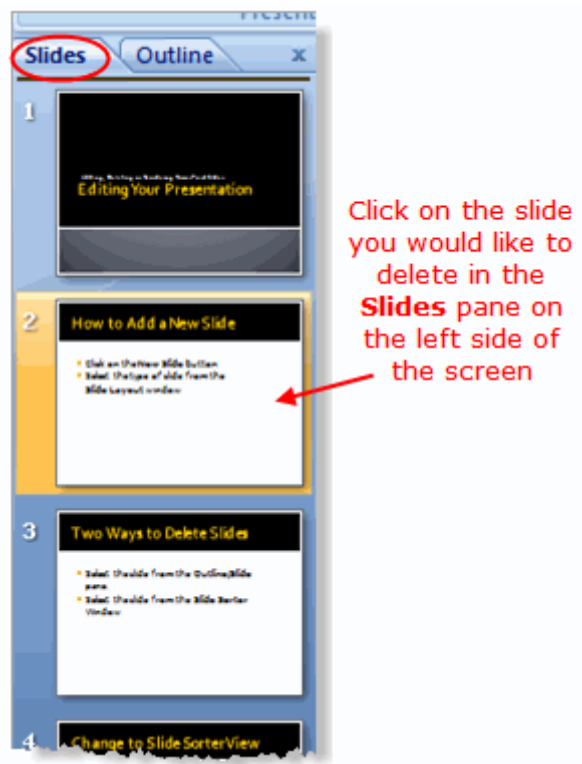 Slides Outline x
1
Editing Your Presentation
Click on the slide
you would like to
delete in the
Slides pane on
the left side of
the screen
2 How to Add a New Slide
Click on the New Slide button
Select the type of slide from the
Slide Layout window
3 Two Ways to Delete Slides
Select the slide from the Outline/Slide
pane
Select the slide from the Slide Sorter
Window
4 Change to Slide Sorter View